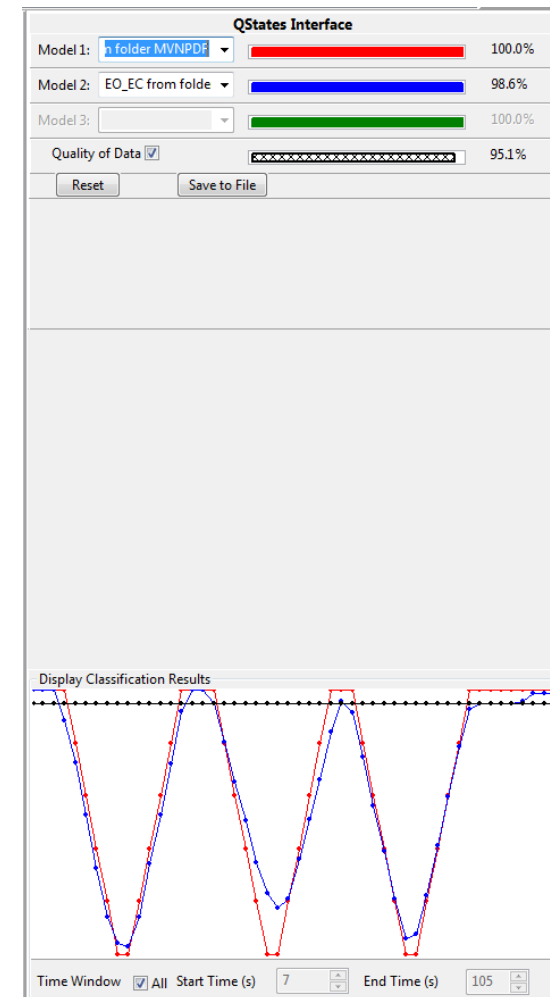 QStates Interface
Model 1: n folder MVNPDF 100.0%
Model 2: EO_EC from folde 98.6%
Model 3: 100.0%
Quality of Data 95.1%
Reset Save to File
Display Classification Results
Time Window All Start Time (s) 7 End Time (s) 105